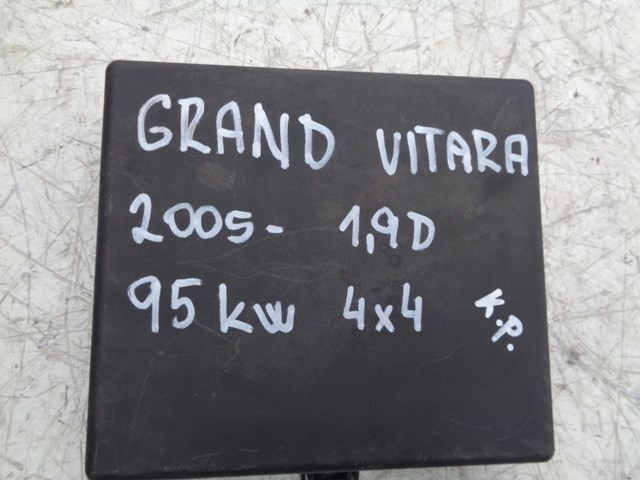 GRAND VITARA
2005- 1,9D
95 kw 4x4 K.P.